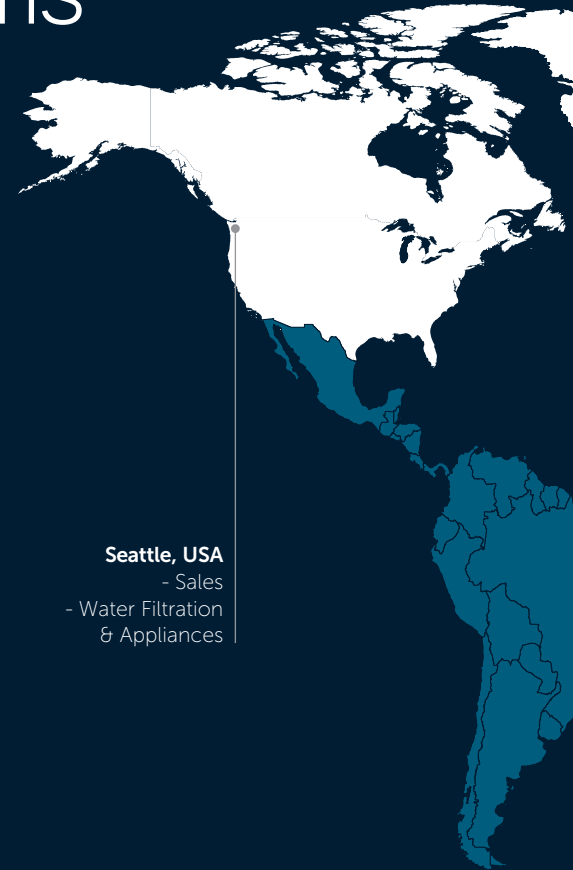 Seattle, USA
- Sales
- Water Filtration
& Appliances